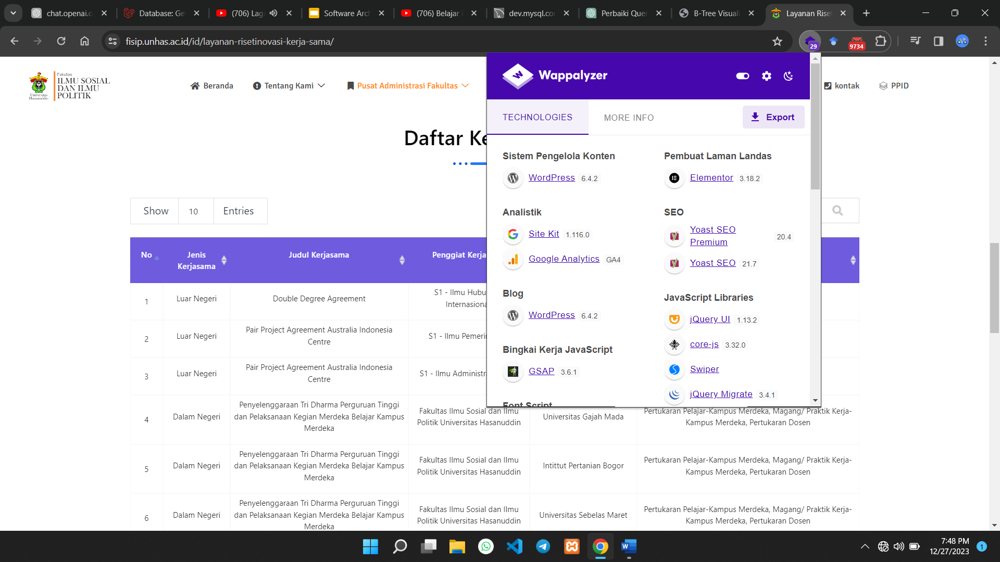 chat.openai.c
Database: Ge
(706) Lag
Software Arc
(706) Belajar
dev.mysql.co
Perbaiki Quer
B-Tree Visuali
Layanan Rise
fisip.unhas.ac.id/id/layanan-risetinovasi-kerja-sama/
29
9734
Fakultas
ILMU SOSIAL
DAN ILMU
POLITIK
Universitas
Hasanuddin
Beranda
Tentang Kami
Pusat Administrasi Fakultas
kontak
PPID
Daftar Ke
Show 10 Entries
No
Jenis
Kerjasama
Judul Kerjasama
Penggiat Kerja
1
Luar Negeri
Double Degree Agreement
S1 - Ilmu Hubu
Internasiona
2
Luar Negeri
Pair Project Agreement Australia Indonesia
Centre
S1 - Ilmu Pemeri
3
Luar Negeri
Pair Project Agreement Australia Indonesia
Centre
S1 - Ilmu Administra
4
Dalam Negeri
Penyelenggaraan Tri Dharma Perguruan Tinggi
dan Pelaksanaan Kegian Merdeka Belajar Kampus
Merdeka
Fakultas Ilmu Sosial dan Ilmu
Politik Universitas Hasanuddin
Universitas Gajah Mada
Pertukaran Pelajar-Kampus Merdeka, Magang/ Praktik Kerja-
Kampus Merdeka, Pertukaran Dosen
5
Dalam Negeri
Penyelenggaraan Tri Dharma Perguruan Tinggi
dan Pelaksanaan Kegian Merdeka Belajar Kampus
Merdeka
Fakultas Ilmu Sosial dan Ilmu
Politik Universitas Hasanuddin
Intittut Pertanian Bogor
Pertukaran Pelajar-Kampus Merdeka, Magang/ Praktik Kerja-
Kampus Merdeka, Pertukaran Dosen
6
Dalam Negeri
Penyelenggaraan Tri Dharma Perguruan Tinggi
dan Pelaksanaan Kegian Merdeka Belajar Kampus
Merdeka
Fakultas Ilmu Sosial dan Ilmu
Politik Universitas Hasanuddin
Universitas Sebelas Maret
Pertukaran Pelajar-Kampus Merdeka, Magang/ Praktik Kerja-
Kampus Merdeka, Pertukaran Dosen
Wappalyzer
TECHNOLOGIES
MORE INFO
Export
Sistem Pengelola Konten
WordPress 6.4.2
Analistik
Site Kit 1.116.0
Google Analytics GA4
Blog
WordPress 6.4.2
Bingkai Kerja JavaScript
GSAP 3.6.1
Font Script
Pembuat Laman Landas
Elementor 3.18.2
SEO
Yoast SEO
Premium 20.4
Yoast SEO 21.7
JavaScript Libraries
jQuery UI 1.13.2
core-js 3.32.0
Swiper
jQuery Migrate 3.4.1
7:48 PM
12/27/2023
1